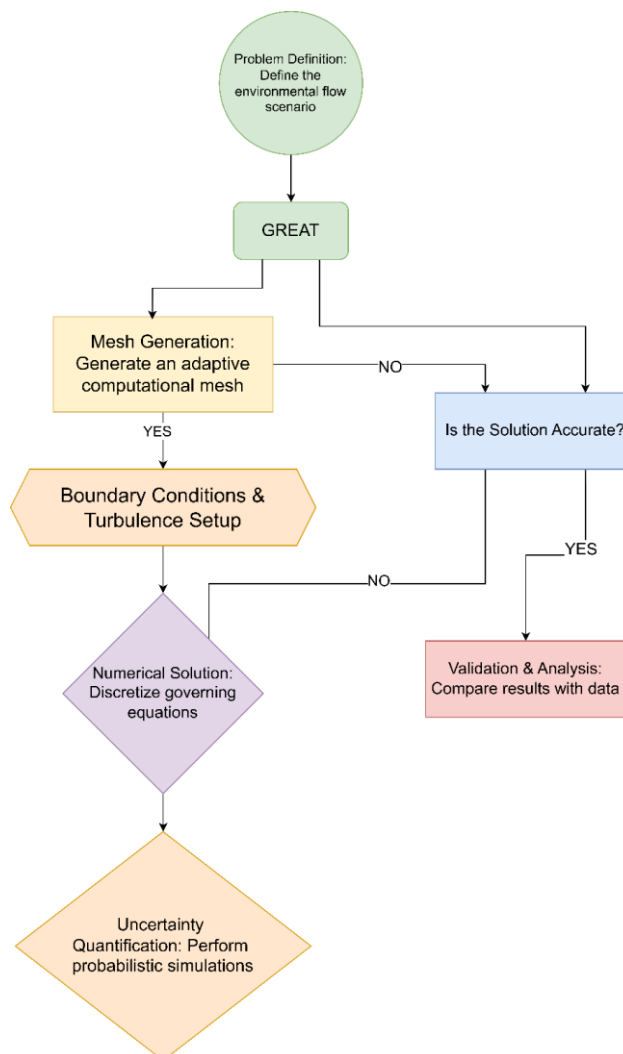 Problem Definition:
Define the
environmental flow
scenario
GREAT
Mesh Generation:
Generate an adaptive
computational mesh
NO
Is the Solution Accurate?
YES
Boundary Conditions &
Turbulence Setup
YES
NO
Numerical Solution:
Discretize governing
equations
Validation & Analysis:
Compare results with data
Uncertainty
Quantification: Perform
probabilistic simulations